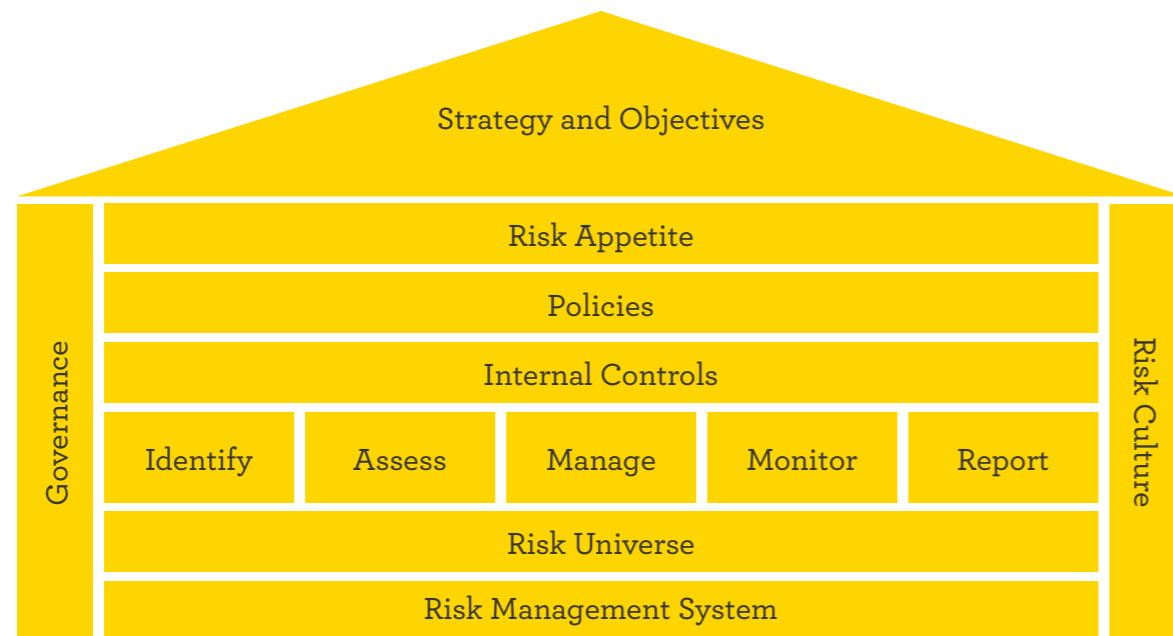 Strategy and Objectives
Governance
Risk Appetite
Policies
Internal Controls
Identify
Assess
Manage
Monitor
Report
Risk Universe
Risk Management System
Risk Culture